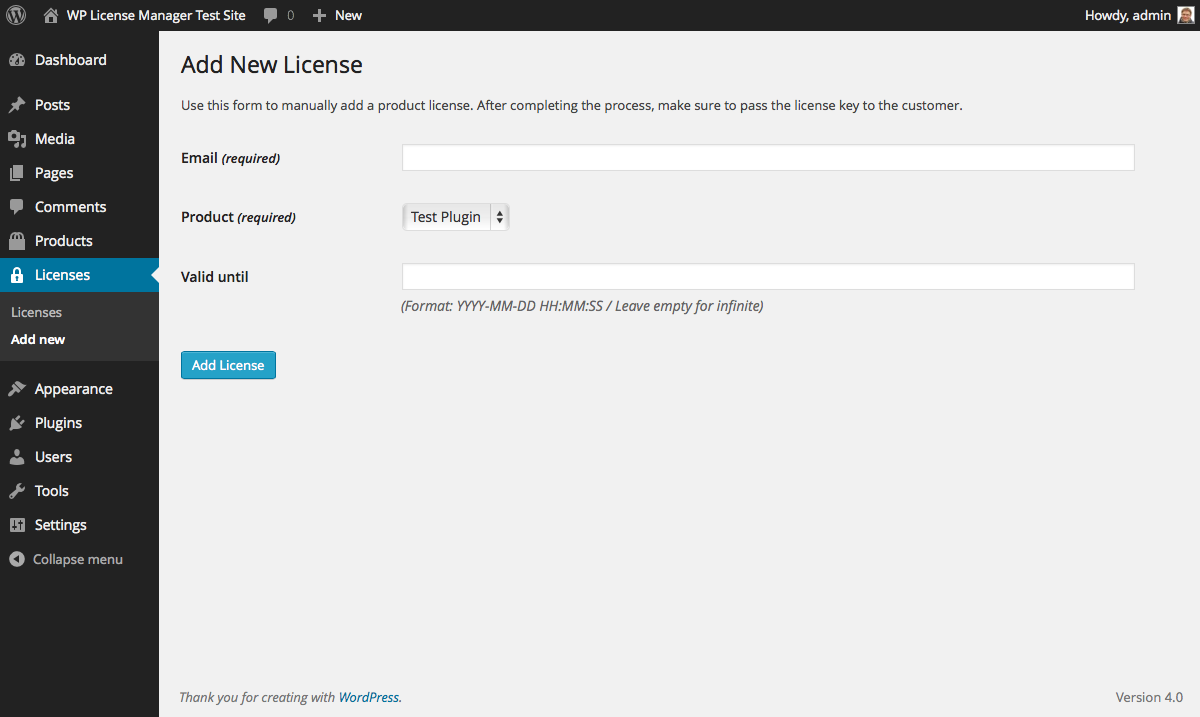 WP License Manager Test Site 0 New Howdy, admin
Dashboard
Posts
Media
Pages
Comments
Products
Licenses
Licenses
Add new
Appearance
Plugins
Users
Tools
Settings
Collapse menu
Add New License
Use this form to manually add a product license. After completing the process, make sure to pass the license key to the customer.
Email (required)
Product (required) Test Plugin
Valid until
(Format: YYYY-MM-DD HH:MM:SS / Leave empty for infinite)
Add License
Thank you for creating with WordPress. Version 4.0